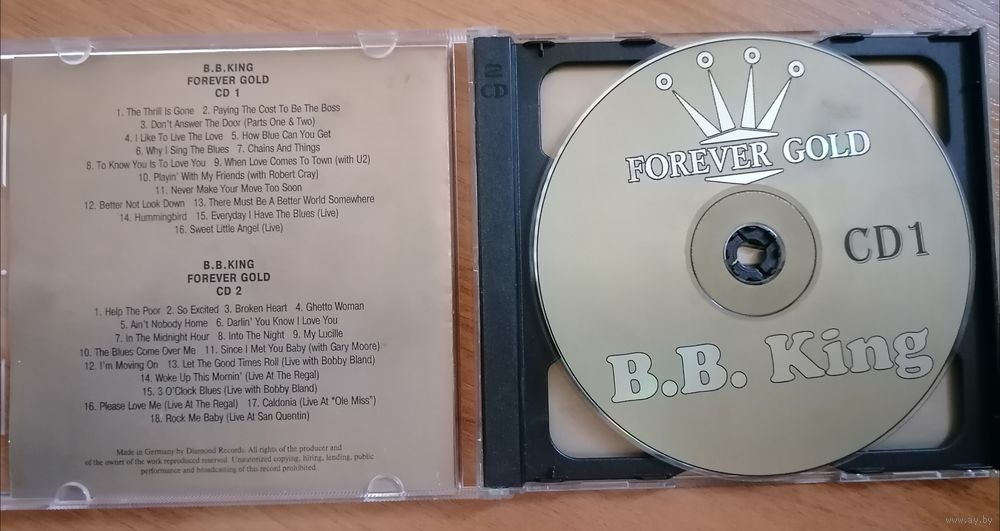 B.B.KING
FOREVER GOLD
CD 1
1. The Thrill Is Gone 2. Paying The Cost To Be The Boss
3. Don't Answer The Door (Parts One & Two)
4. I Like To Live The Love 5. How Blue Can You Get
6. Why I Sing The Blues 7. Chains And Things
8. To Know You Is To Love You 9. When Love Comes To Town (with U2)
10. Playin' With My Friends (with Robert Cray)
11. Never Make Your Move Too Soon
12. Better Not Look Down 13. There Must Be A Better World Somewhere
14. Hummingbird 15. Everyday I Have The Blues (Live)
16. Sweet Little Angel (Live)
B.B.KING
FOREVER GOLD
CD 2
1. Help The Poor 2. So Excited 3. Broken Heart 4. Ghetto Woman
5. Ain't Nobody Home 6. Darlin' You Know I Love You
7. In The Midnight Hour 8. Into The Night 9. My Lucille
10. The Blues Come Over Me 11. Since I Met You Baby (with Gary Moore)
12. I'm Moving On 13. Let The Good Times Roll (Live with Bobby Bland)
14. Woke Up This Mornin' (Live At The Regal)
15. 3 O'Clock Blues (Live with Bobby Bland)
16. Please Love Me (Live At The Regal) 17. Caldonia (Live At "Ole Miss")
18. Rock Me Baby (Live At San Quentin)
Made in Germany by Diamond Records. All rights of the producer and
of the owner of the work reproduced reserved. Unautorized copying, hiring, lending, public
performance and broadcasting of this record prohibited
2
CD
FOREVER GOLD
CD 1
B.B. King
www.ay.by